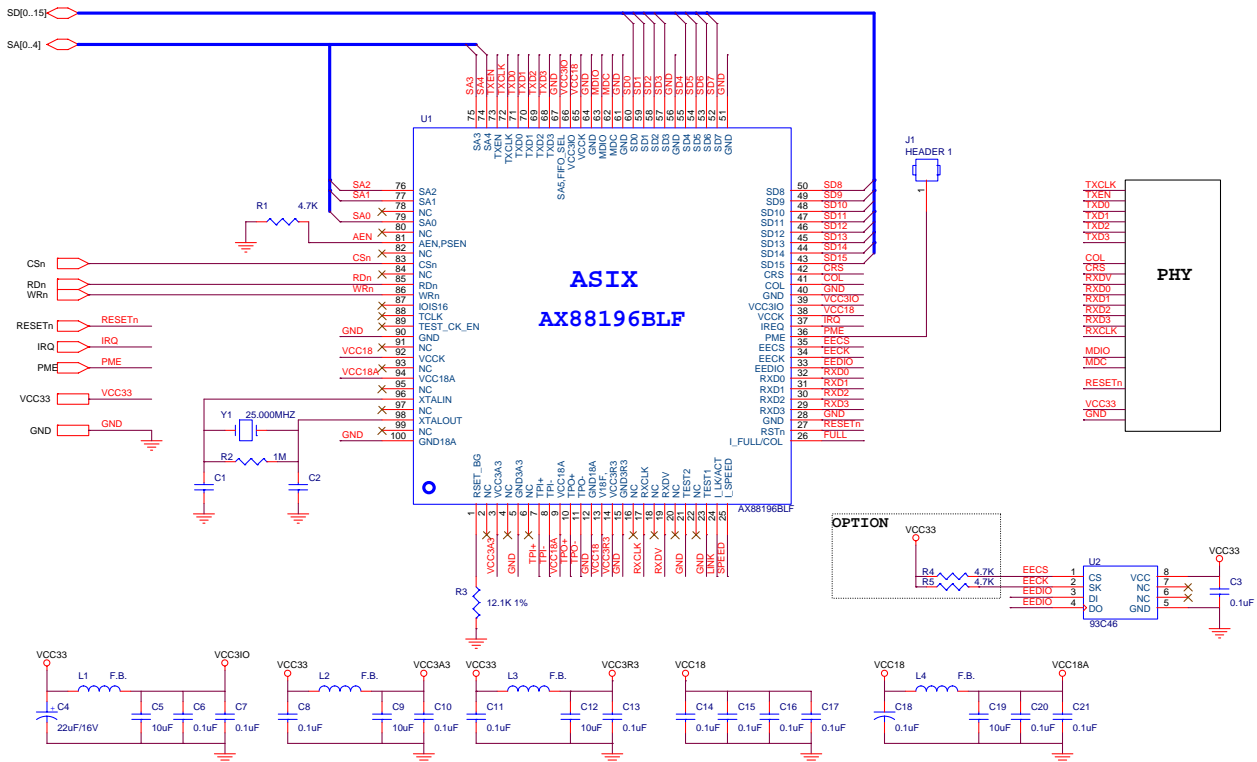 SD[0..15]
SA[0..4]
SA3
SA4
TXEN
TXCLK
TXD0
TXD1
TXD2
TXD3
GND
VCC3IO
VCC18
GND
MDIO
MDC
GND
SD0
SD1
SD2
SD3
GND
SD4
SD5
SD6
SD7
GND
75
74
73
72
71
70
69
68
67
66
65
64
63
62
61
60
59
58
57
56
55
54
53
52
51
U1
SA3
SA4
TXEN
TXCLK
TXD0
TXD1
TXD2
TXD3
SA5,FIFO_SEL
VCC3IO
VCCK
GND
MDIO
MDC
GND
SD0
SD1
SD2
SD3
GND
SD4
SD5
SD6
SD7
GND
J1
HEADER 1
1
R1 4.7K
SA2 76 SA2
SA1 77 SA1
78 NC
SA0 79 SA0
80 NC
AEN 81 AEN,PSEN
82 NC
CSn CSn 83 CSn
84 NC
RDn RDn 85 RDn
WRn WRn 86 WRn
87 IOIS16
88 TCLK
89 TEST_CK_EN
GND 90 GND
91 NC
VCC18 92 VCCK
93 NC
VCC18A 94 VCC18A
95 NC
96 XTALIN
97 NC
98 XTALOUT
99 NC
GND 100 GND18A
RESETn RESETn
IRQ IRQ
PME PME
VCC33 VCC33
GND GND
Y1 25.000MHZ
R2 1M
C1
C2
ASIX
AX88196BLF
SD8 50 SD8
SD9 49 SD9
SD10 48 SD10
SD11 47 SD11
SD12 46 SD12
SD13 45 SD13
SD14 44 SD14
SD15 43 SD15
CRS 42 CRS
COL 41 COL
GND 40 GND
VCC3IO 39 VCC3IO
VCCK 38 VCC18
IREQ 37 IRQ
PME 36 PME
EECS 35 EECS
EECK 34 EECK
EEDIO 33 EEDIO
RXD0 32 RXD0
RXD1 31 RXD1
RXD2 30 RXD2
RXD3 29 RXD3
GND 28 GND
RSTn 27 RESETn
I_FULL/COL 26 FULL
TXCLK
TXEN
TXD0
TXD1
TXD2
TXD3
COL
CRS
RXDV
RXD0
RXD1
RXD2
RXD3
RXCLK
MDIO
MDC
RESETn
VCC33
GND
PHY
RSET_BG
NC
VCC3A3
NC
GND3A3
NC
TPI+
TPI-
VCC18A
TPO+
TPO-
GND18A
V18F
VCC3R3
GND3R3
NC
RXCLK
NC
RXDV
NC
TEST2
NC
TEST1
I_LK/ACT
I_SPEED
AX88196BLF
1
2
3
4
5
6
7
8
9
10
11
12
13
14
15
16
17
18
19
20
21
22
23
24
25
VCC3A3
GND
TPI+
TPI-
VCC18A
TPO+
TPO-
GND
VCC18
VCC3R3
GND
RXCLK
RXDV
GND
GND
LINK
SPEED
R3
12.1K 1%
OPTION
VCC33
R4 4.7K
R5 4.7K
EECS
EECK
EEDIO
EEDIO
U2
1 CS VCC 8
2 SK NC 7
3 DI NC 6
4 DO GND 5
93C46
VCC33
C3
0.1uF
VCC33
L1 F.B.
VCC3IO
C4
22uF/16V
C5
10uF
C6
0.1uF
C7
0.1uF
VCC33
L2 F.B.
VCC3A3
C8
0.1uF
C9
10uF
C10
0.1uF
VCC33
L3 F.B.
VCC3R3
C11
0.1uF
C12
10uF
C13
0.1uF
VCC18
C14
0.1uF
C15
0.1uF
C16
0.1uF
C17
0.1uF
VCC18
L4 F.B.
VCC18A
C18
0.1uF
C19
10uF
C20
0.1uF
C21
0.1uF